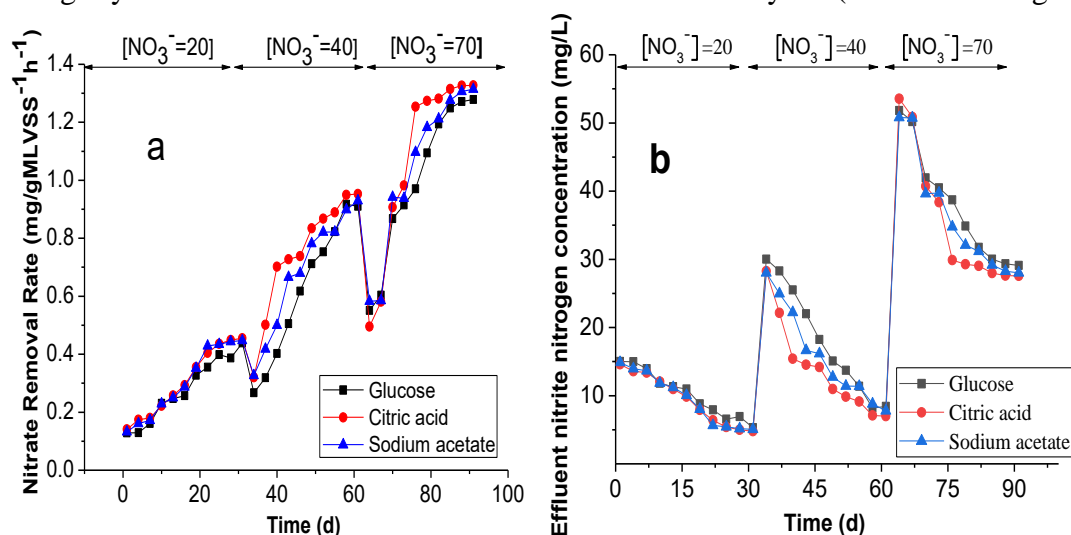 [NO3⁻=20] [NO3⁻=40] [NO3⁻=70]
Nitrate Removal Rate (mg/gMLVSS⁻¹h⁻¹)
1.4
1.2
1.0
0.8
0.6
0.4
0.2
0.0
a
Glucose
Citric acid
Sodium acetate
0 20 40 60 80 100
Time (d)
[NO3⁻]=20 [NO3⁻]=40 [NO3⁻]=70
Effluent nitrite nitrogen concentration (mg/L)
60
50
40
30
20
10
b
Glucose
Citric acid
Sodium acetate
0 15 30 45 60 75 90
Time (d)